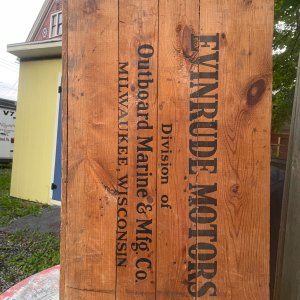 EVINRUDE MOTORS
Division of
Outboard Marine & Mfg. Co.
MILWAUKEE, WISCONSIN